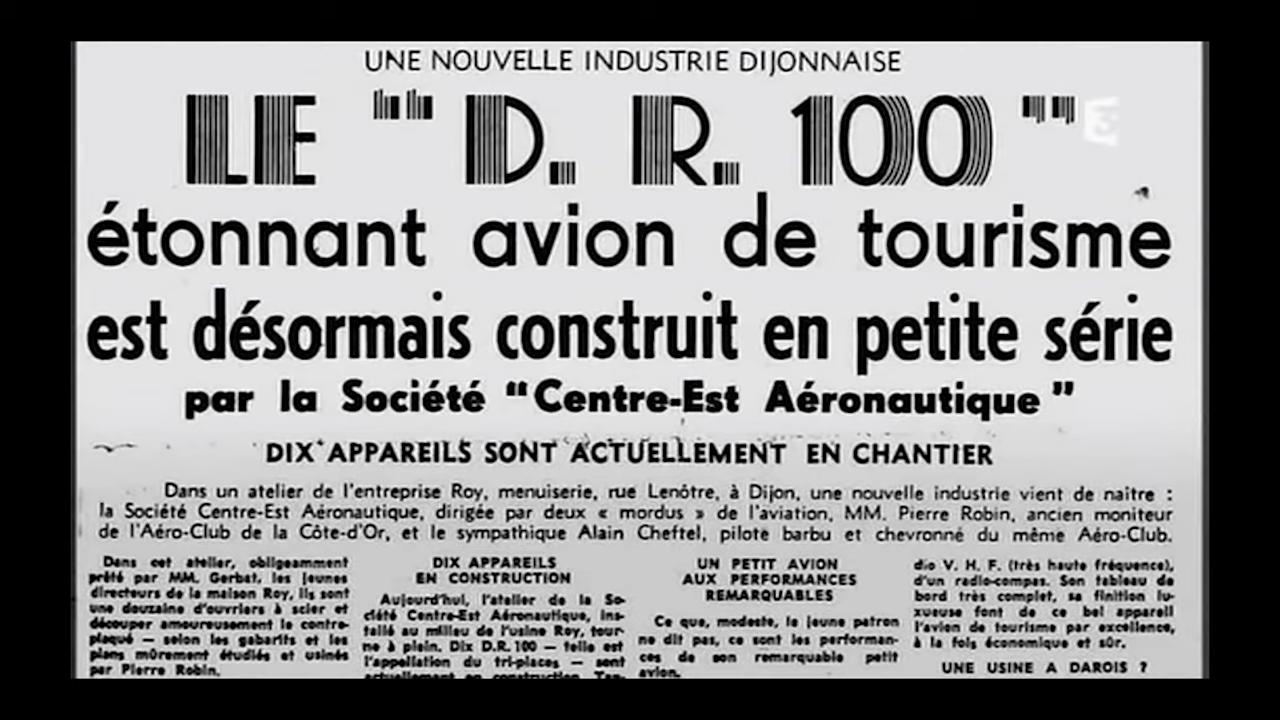 UNE NOUVELLE INDUSTRIE DIJONNAISE
LE "D. R. 100"
3
étonnant avion de tourisme
est désormais construit en petite série
par la Société "Centre-Est Aéronautique"
DIX APPAREILS SONT ACTUELLEMENT EN CHANTIER
Dans un atelier de l'entreprise Roy, menuiserie, rue Lenôtre, à Dijon, une nouvelle industrie vient de naître :
la Société Centre-Est Aéronautique, dirigée par deux « mordus » de l'aviation, MM. Pierre Robin, ancien moniteur
de l'Aéro-Club de la Côte-d'Or, et le sympathique Alain Cheftel, pilote barbu et chevronné du même Aéro-Club.
Dans cet atelier, obligeamment
prêté par MM. Gerbat, les jeunes
directeurs de la maison Roy, ils sont
une douzaine d'ouvriers à scier et
découper amoureusement le contre-
plaqué — selon les gabarits et les
plans mûrement étudiés et usinés
par Pierre Robin.
DIX APPAREILS
EN CONSTRUCTION
Aujourd'hui, l'atelier de la So-
ciété Centre-Est Aéronautique, ins-
tallé au milieu de l'usine Roy, tour-
ne à plein. Dix D.R. 100 — telle est
l'appellation du tri-places — sont
actuellement en construction.
UN PETIT AVION
AUX PERFORMANCES
REMARQUABLES
Ce que, modeste, le jeune patron
ne dit pas, ce sont les performan-
ces de son remarquable petit
avion.
dio V. H. F. (très haute fréquence),
d'un radio-compas. Son tableau de
bord très complet, sa finition lu-
xueuse font de ce bel appareil
l'avion de tourisme par excellence,
à la fois économique et sûr.
UNE USINE A DAROIS ?